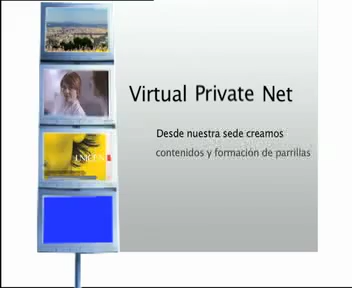 Virtual Private Net
Desde nuestra sede creamos
contenidos y formación de parrillas